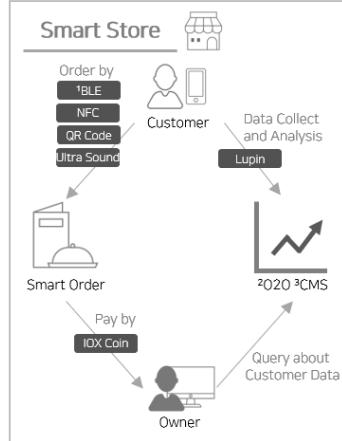 Smart Store
Order by
¹BLE
NFC
QR Code
Ultra Sound
Customer
Data Collect
and Analysis
Lupin
Smart Order
²O2O ³CMS
Pay by
IOX Coin
Query about
Customer Data
Owner